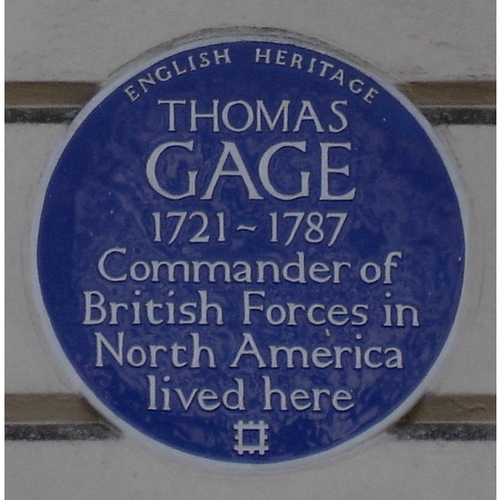 ENGLISH HERITAGE
THOMAS
GAGE
1721~1787
Commander of
British Forces in
North America
lived here